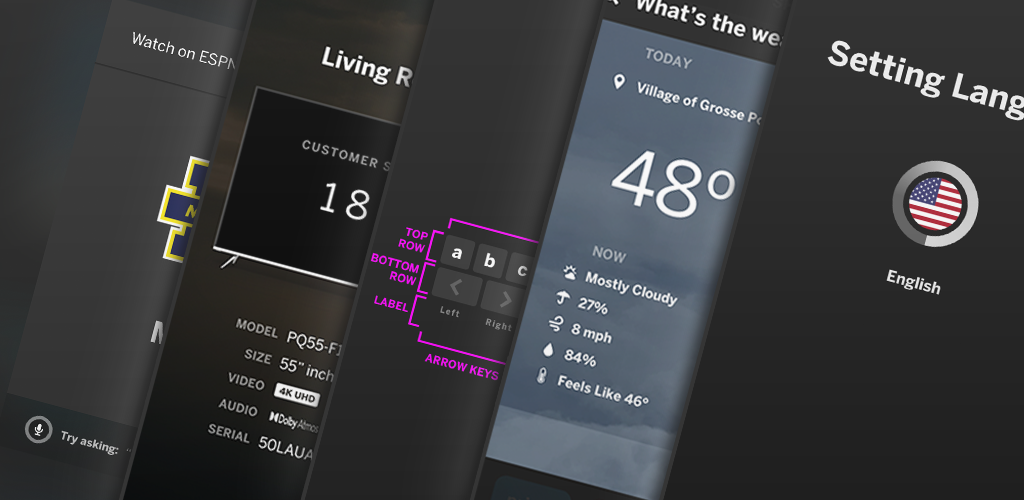 Watch on ESPN
M
Try asking:
Living R
CUSTOMER S
18
MODEL PQ55-F1
SIZE 55" inch
VIDEO 4K UHD
AUDIO Dolby Atmos
SERIAL 50LAUA
TOP
ROW
BOTTOM
ROW
LABEL
a b c
Left Right
ARROW KEYS
What's the we
TODAY
Village of Grosse Po
48°
NOW
Mostly Cloudy
27%
8 mph
84%
Feels Like 46°
Setting Lang
English